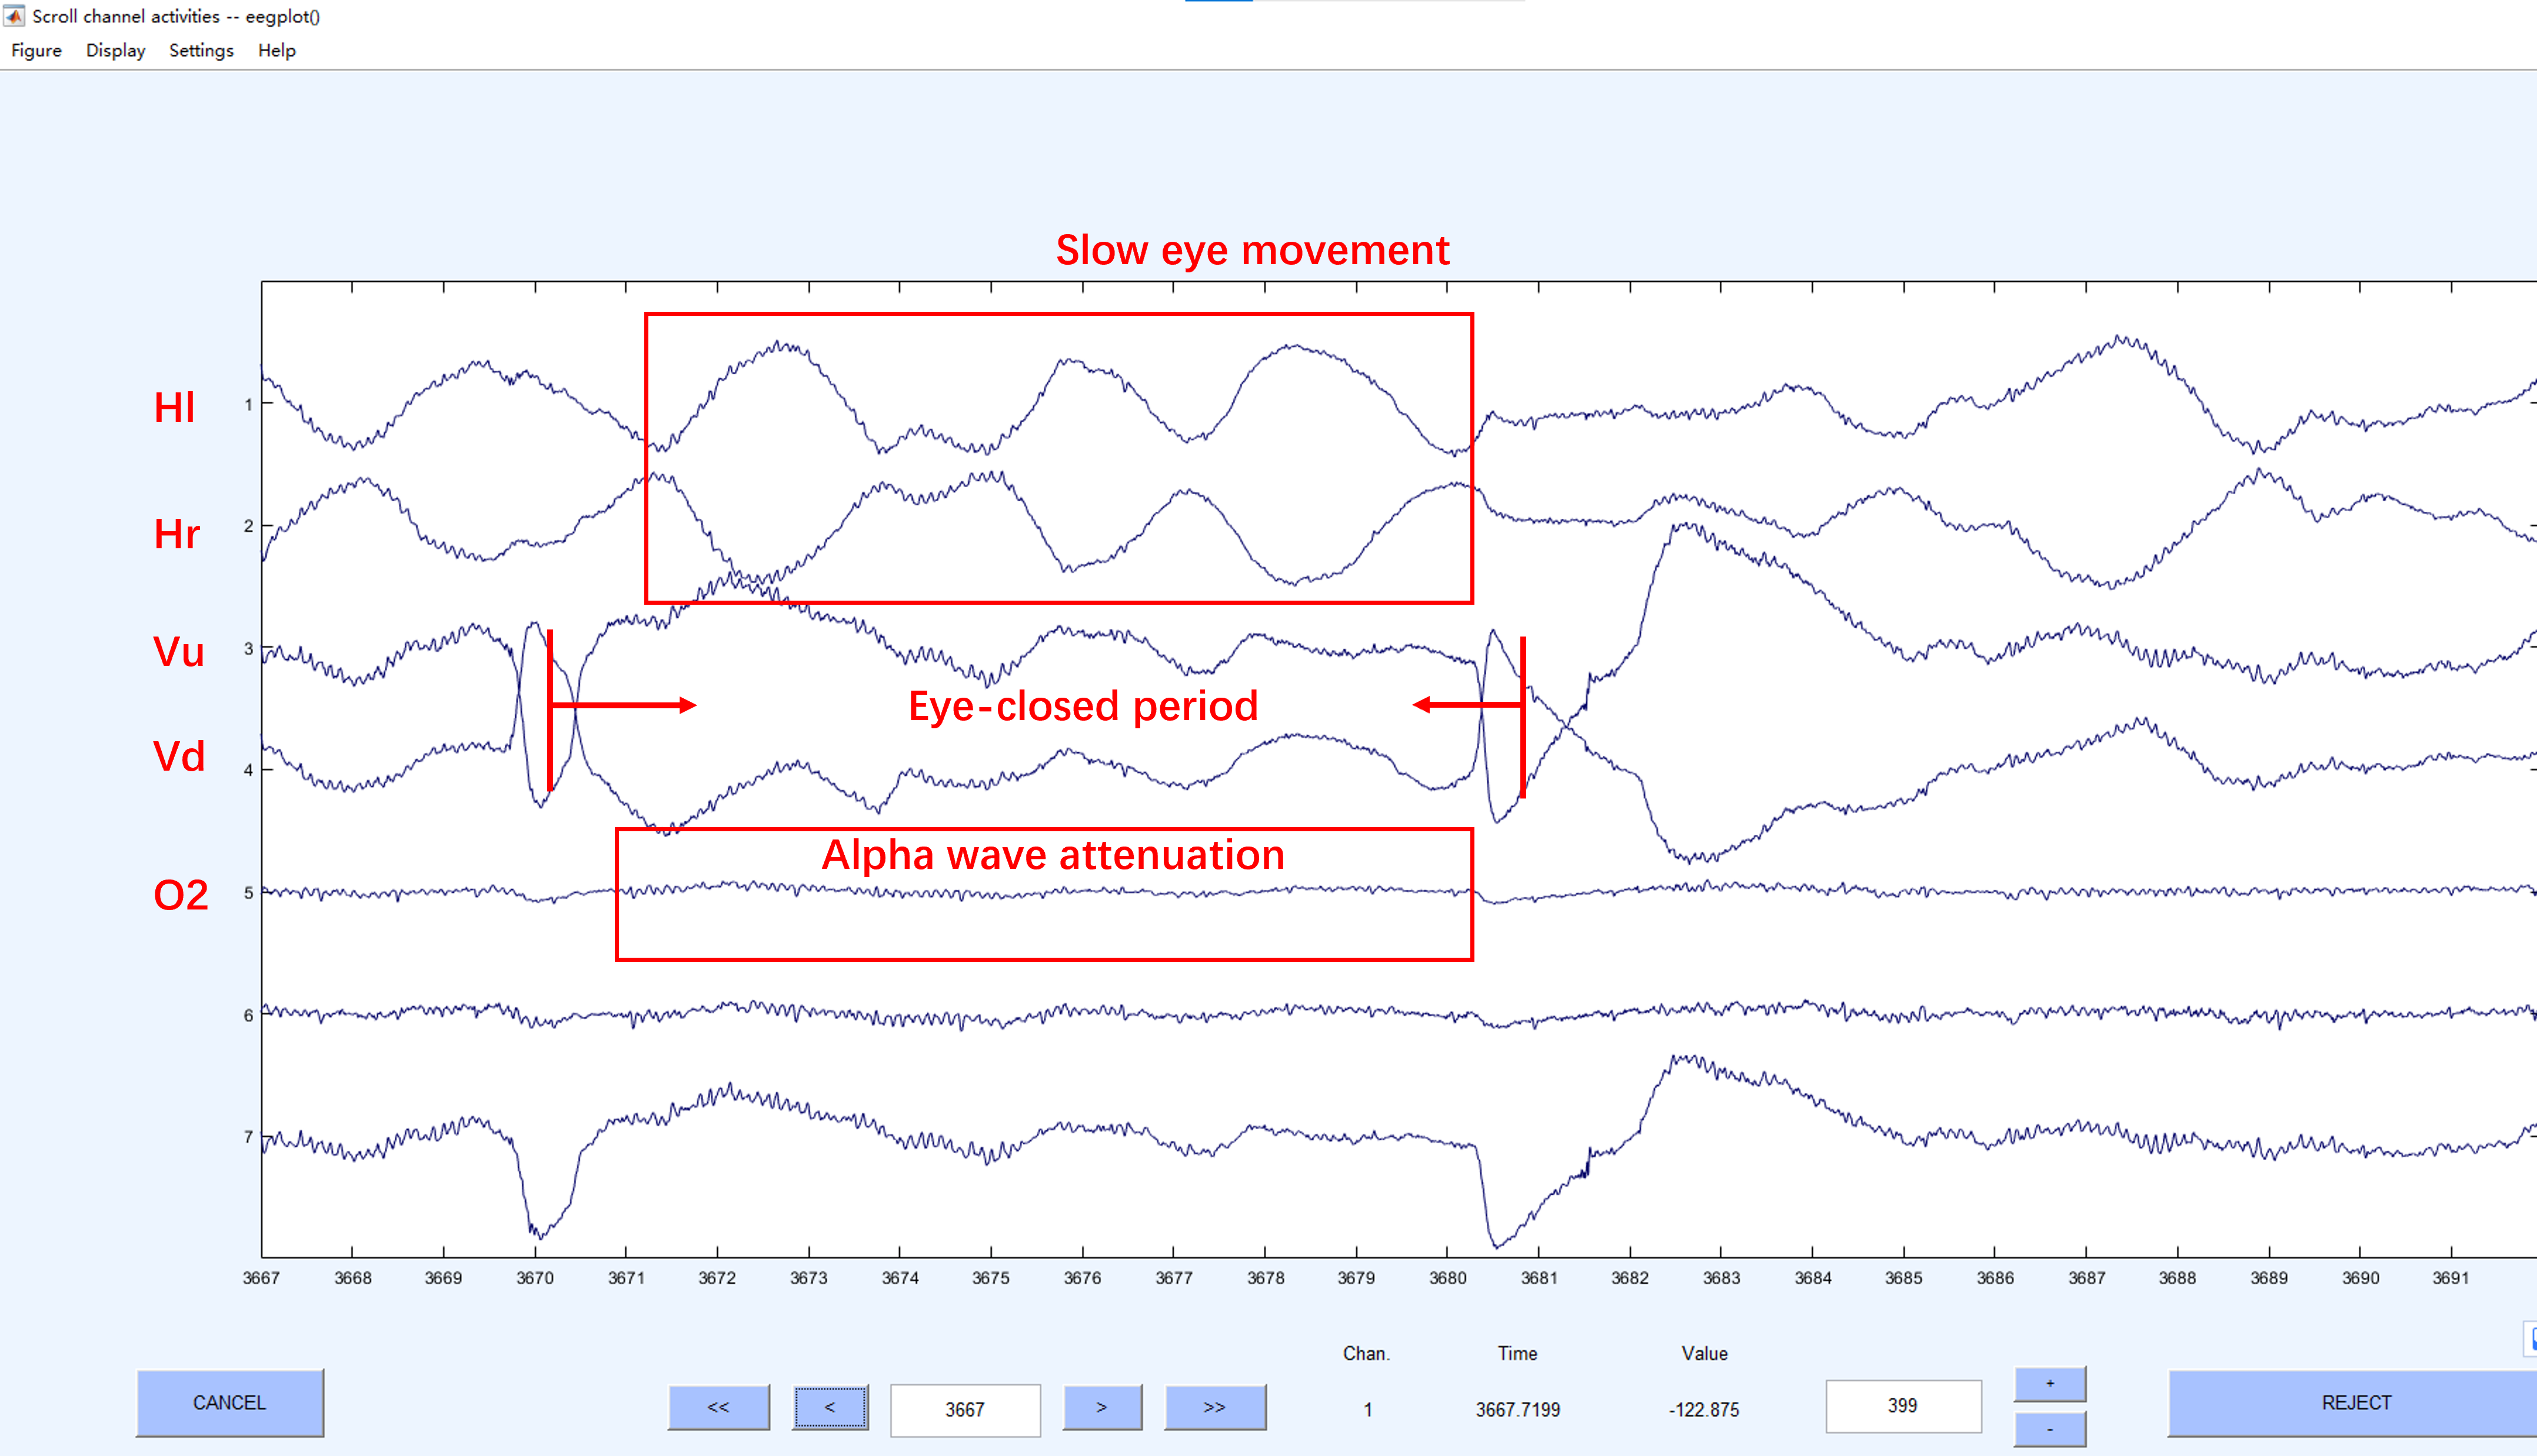 Scroll channel activities -- eegplot()
Figure Display Settings Help
Slow eye movement
Hl 1
Hr 2
Vu 3
Eye-closed period
Vd 4
Alpha wave attenuation
O2 5
6
7
3667 3668 3669 3670 3671 3672 3673 3674 3675 3676 3677 3678 3679 3680 3681 3682 3683 3684 3685 3686 3687 3688 3689 3690 3691
Chan. Time Value
CANCEL << < 3667 > >> 1 3667.7199 -122.875 399 + - REJECT